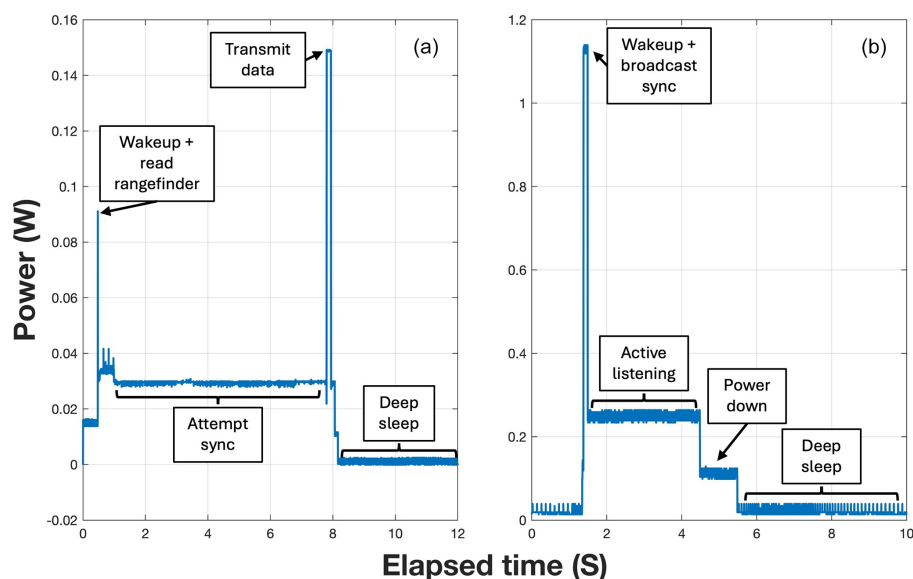 Power (W)
(a)
0.16
0.14
0.12
0.1
0.08
0.06
0.04
0.02
0
-0.02
0
2
4
6
8
10
12
Wakeup +
read
rangefinder
Transmit
data
Attempt
sync
Deep
sleep
(b)
1.2
1
0.8
0.6
0.4
0.2
0
0
2
4
6
8
10
Wakeup +
broadcast
sync
Active
listening
Power
down
Deep
sleep
Elapsed time (S)